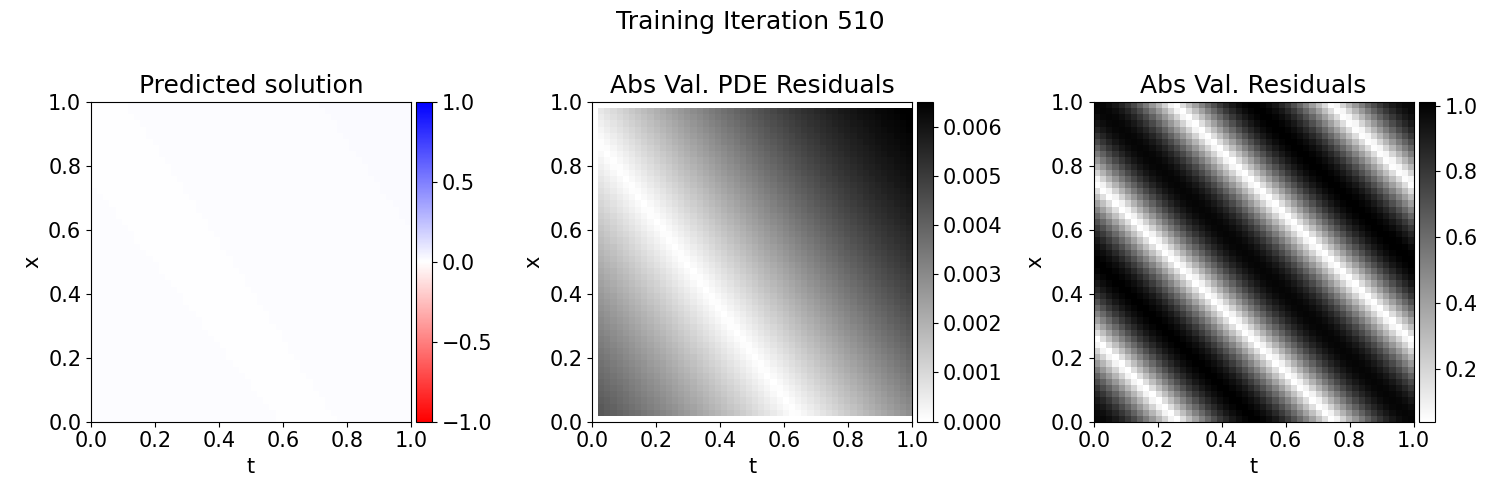 Training Iteration 510
Predicted solution
1.0
0.8
0.6
0.4
0.2
0.0
x
0.0 0.2 0.4 0.6 0.8 1.0
t
1.0
0.5
0.0
−0.5
−1.0
Abs Val. PDE Residuals
1.0
0.8
0.6
0.4
0.2
0.0
x
0.0 0.2 0.4 0.6 0.8 1.0
t
0.006
0.005
0.004
0.003
0.002
0.001
0.000
Abs Val. Residuals
1.0
0.8
0.6
0.4
0.2
0.0
x
0.0 0.2 0.4 0.6 0.8 1.0
t
1.0
0.8
0.6
0.4
0.2